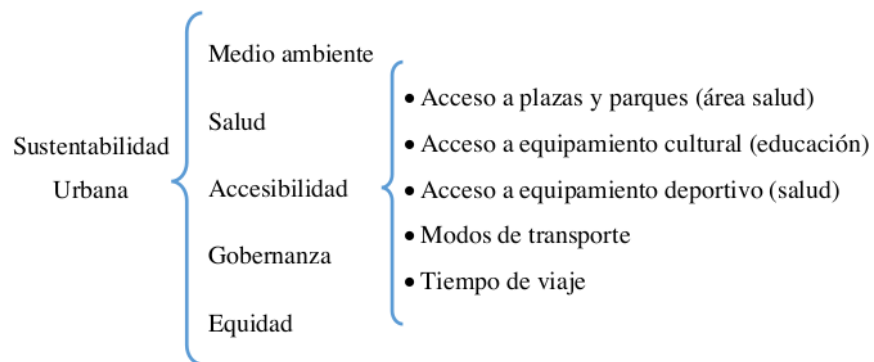 Sustentabilidad
Urbana
Medio ambiente
Salud
Accesibilidad
Gobernanza
Equidad
• Acceso a plazas y parques (área salud)
• Acceso a equipamiento cultural (educación)
• Acceso a equipamiento deportivo (salud)
• Modos de transporte
• Tiempo de viaje